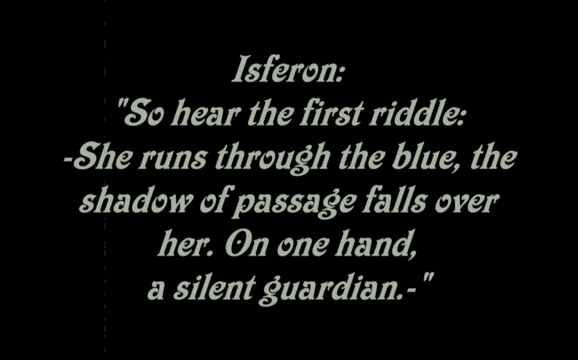 Isferon:
"So hear the first riddle:
-She runs through the blue, the
shadow of passage falls over
her. On one hand,
a silent guardian.-"